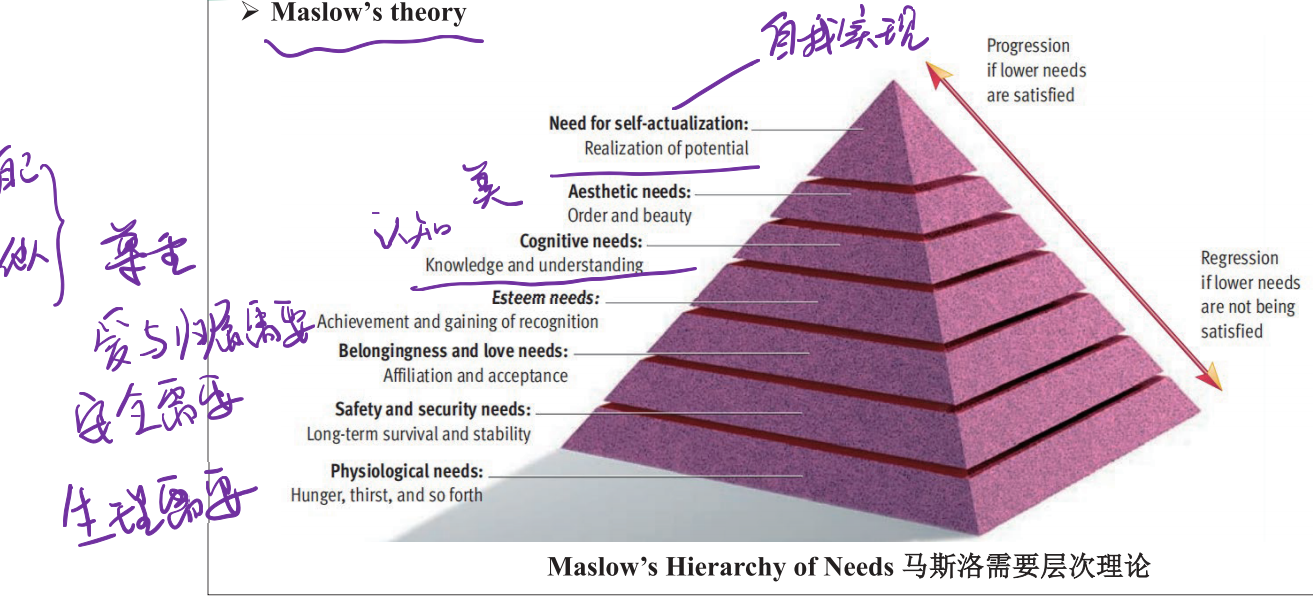 ➤ Maslow's theory
自我实现
Progression
if lower needs
are satisfied
Need for self-actualization:
Realization of potential
美
Aesthetic needs:
Order and beauty
认知
Cognitive needs:
Knowledge and understanding
自己
他人
尊重
Esteem needs:
Achievement and gaining of recognition
爱与归属需要
Belongingness and love needs:
Affiliation and acceptance
安全需要
Safety and security needs:
Long-term survival and stability
生理需要
Physiological needs:
Hunger, thirst, and so forth
Regression
if lower needs
are not being
satisfied
Maslow's Hierarchy of Needs 马斯洛需要层次理论